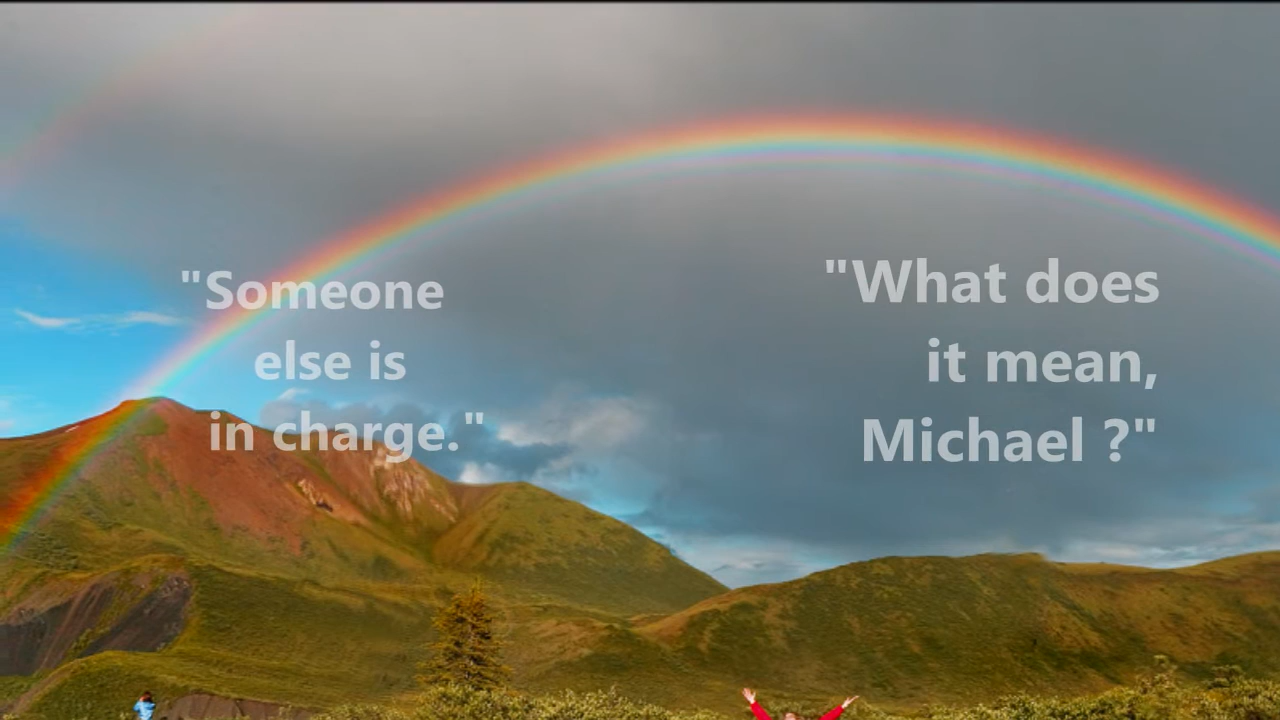 "Someone
else is
in charge."
"What does
it mean,
Michael ?"